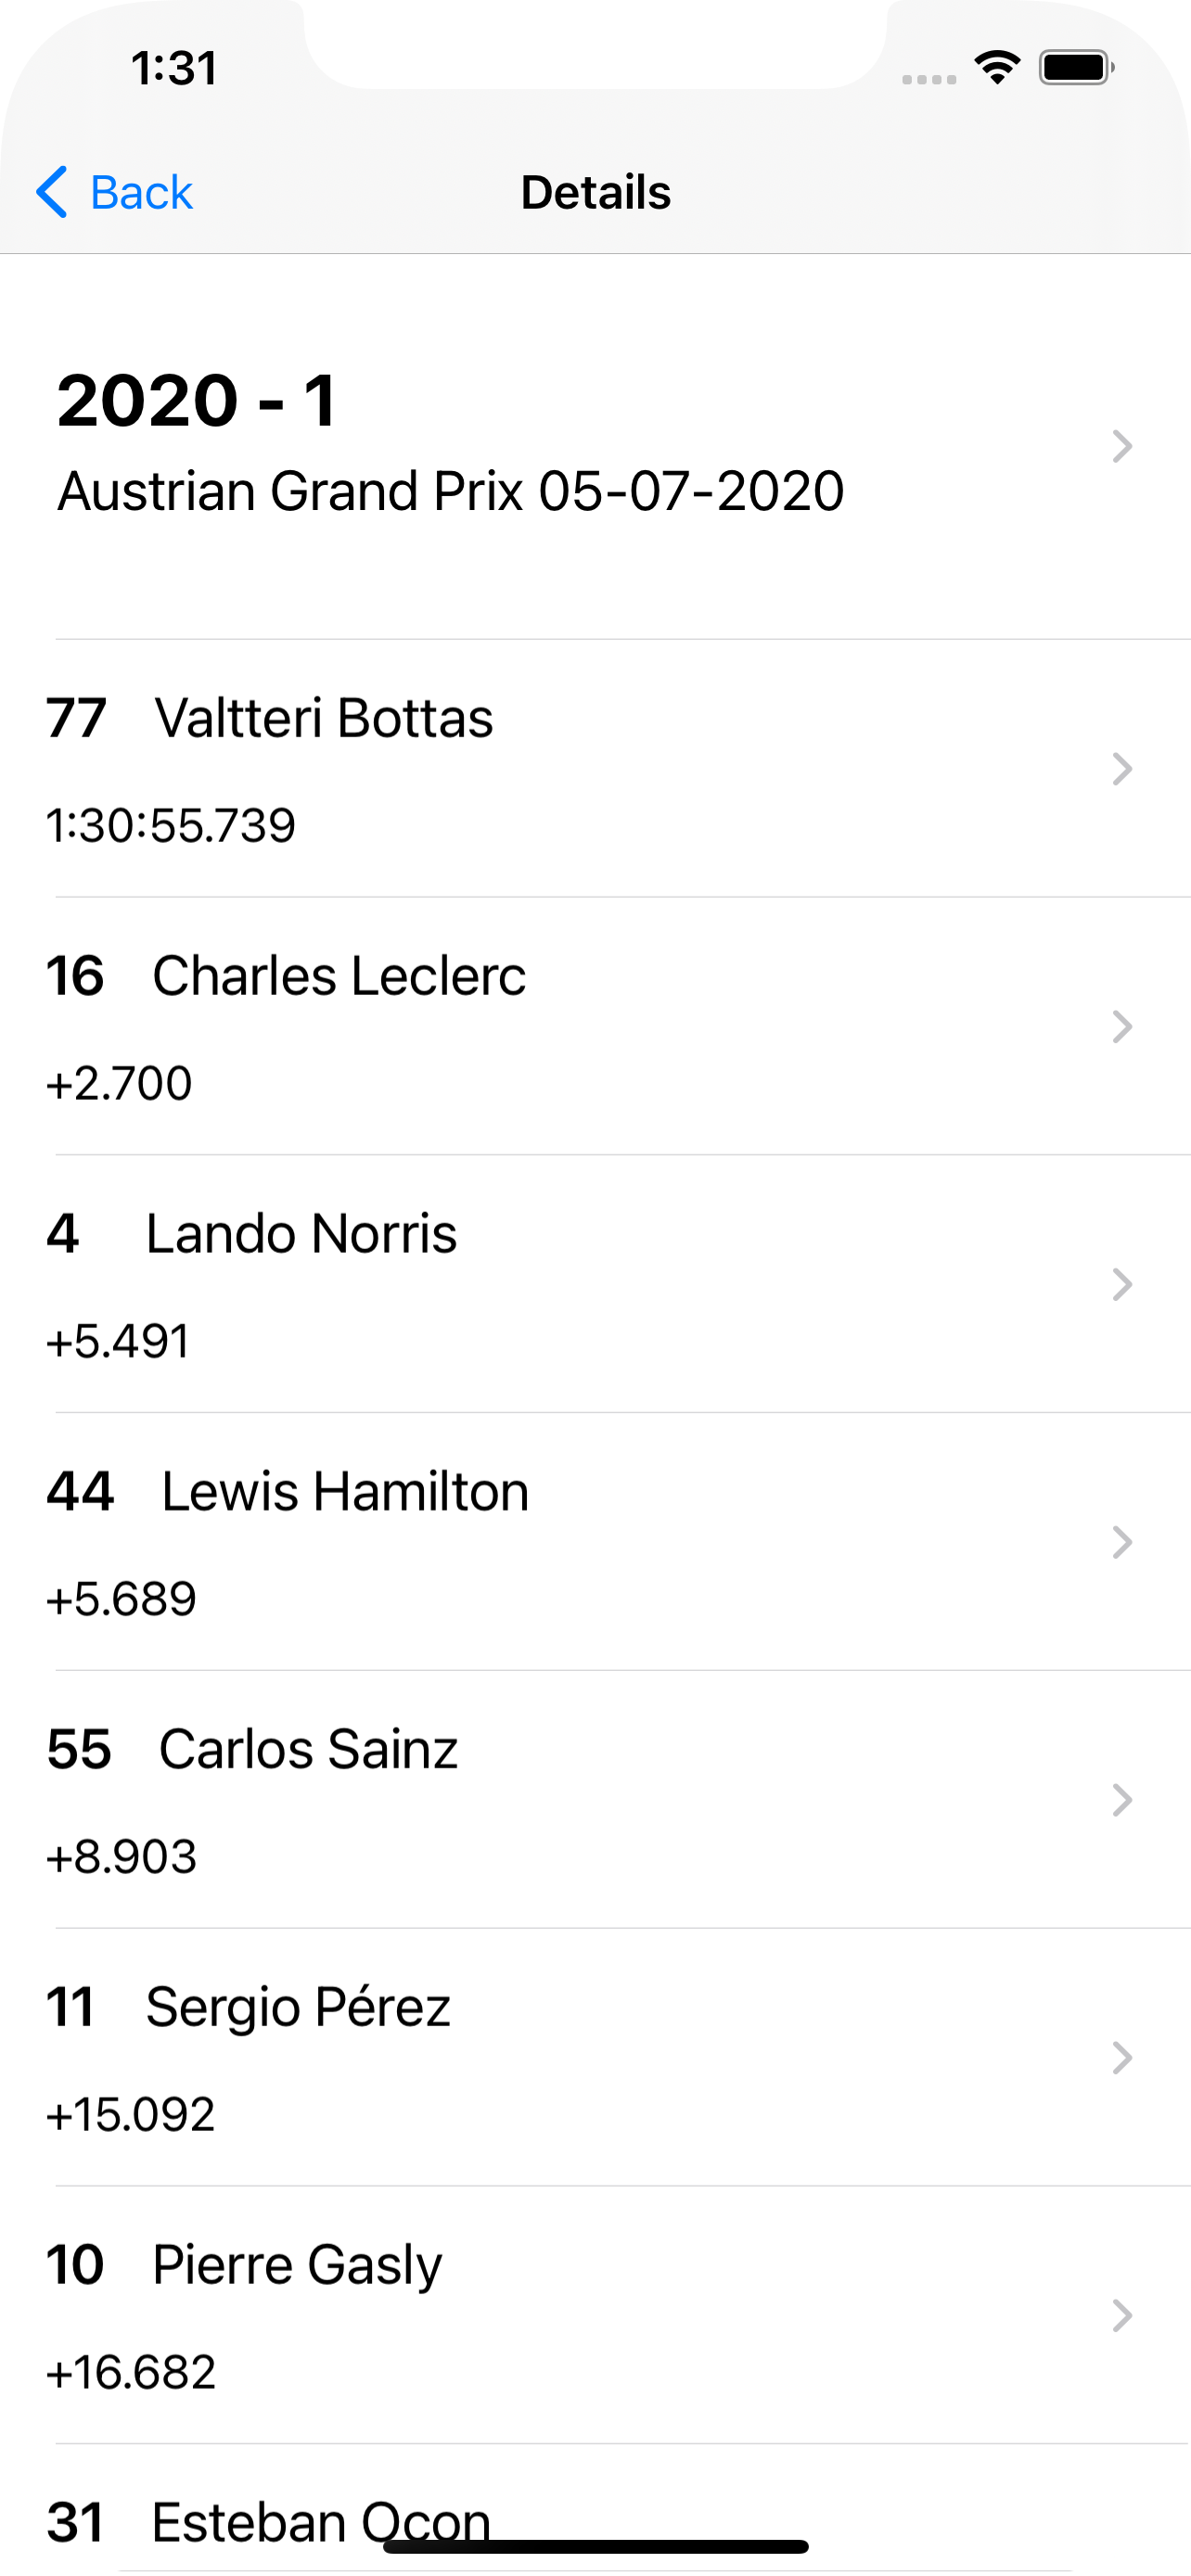 1:31
Back
Details
2020 - 1
Austrian Grand Prix 05-07-2020
77 Valtteri Bottas
1:30:55.739
16 Charles Leclerc
+2.700
4 Lando Norris
+5.491
44 Lewis Hamilton
+5.689
55 Carlos Sainz
+8.903
11 Sergio Pérez
+15.092
10 Pierre Gasly
+16.682
31 Esteban Ocon